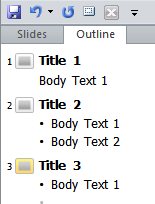 Slides Outline
1 Title 1
Body Text 1
2 Title 2
• Body Text 1
• Body Text 2
3 Title 3
• Body Text 1
•